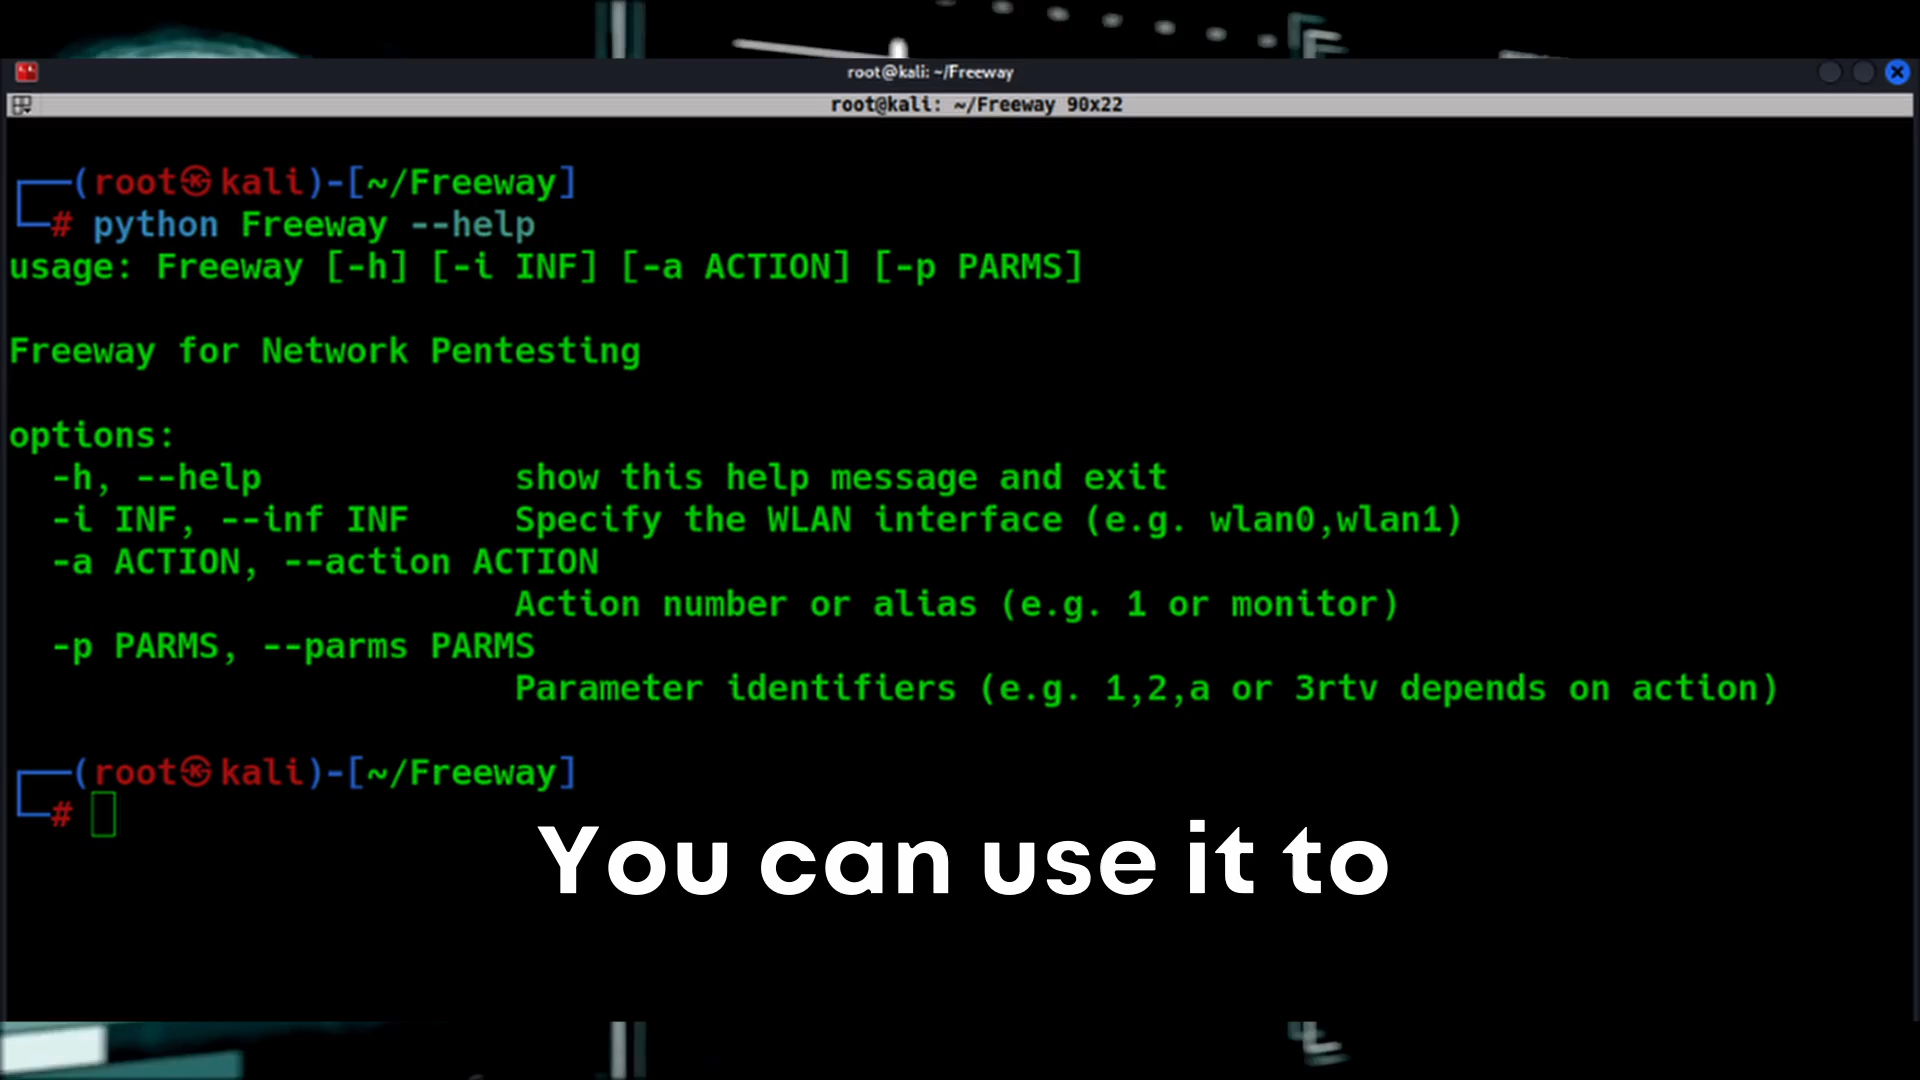 root@kali: ~/Freeway
root@kali: ~/Freeway 90x22
┌──(root㉿kali)-[~/Freeway]
└─# python Freeway --help
usage: Freeway [-h] [-i INF] [-a ACTION] [-p PARMS]
Freeway for Network Pentesting
options:
-h, --help show this help message and exit
-i INF, --inf INF Specify the WLAN interface (e.g. wlan0,wlan1)
-a ACTION, --action ACTION
Action number or alias (e.g. 1 or monitor)
-p PARMS, --parms PARMS
Parameter identifiers (e.g. 1,2,a or 3rtv depends on action)
┌──(root㉿kali)-[~/Freeway]
└─#
You can use it to